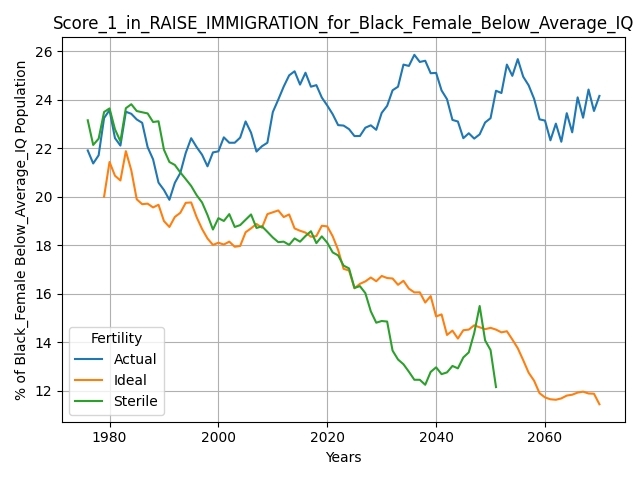 Score_1_in_RAISE_IMMIGRATION_for_Black_Female_Below_Average_IQ
% of Black_Female Below_Average_IQ Population
26
24
22
20
18
16
14
12
Fertility
Actual
Ideal
Sterile
1980 2000 2020 2040 2060
Years